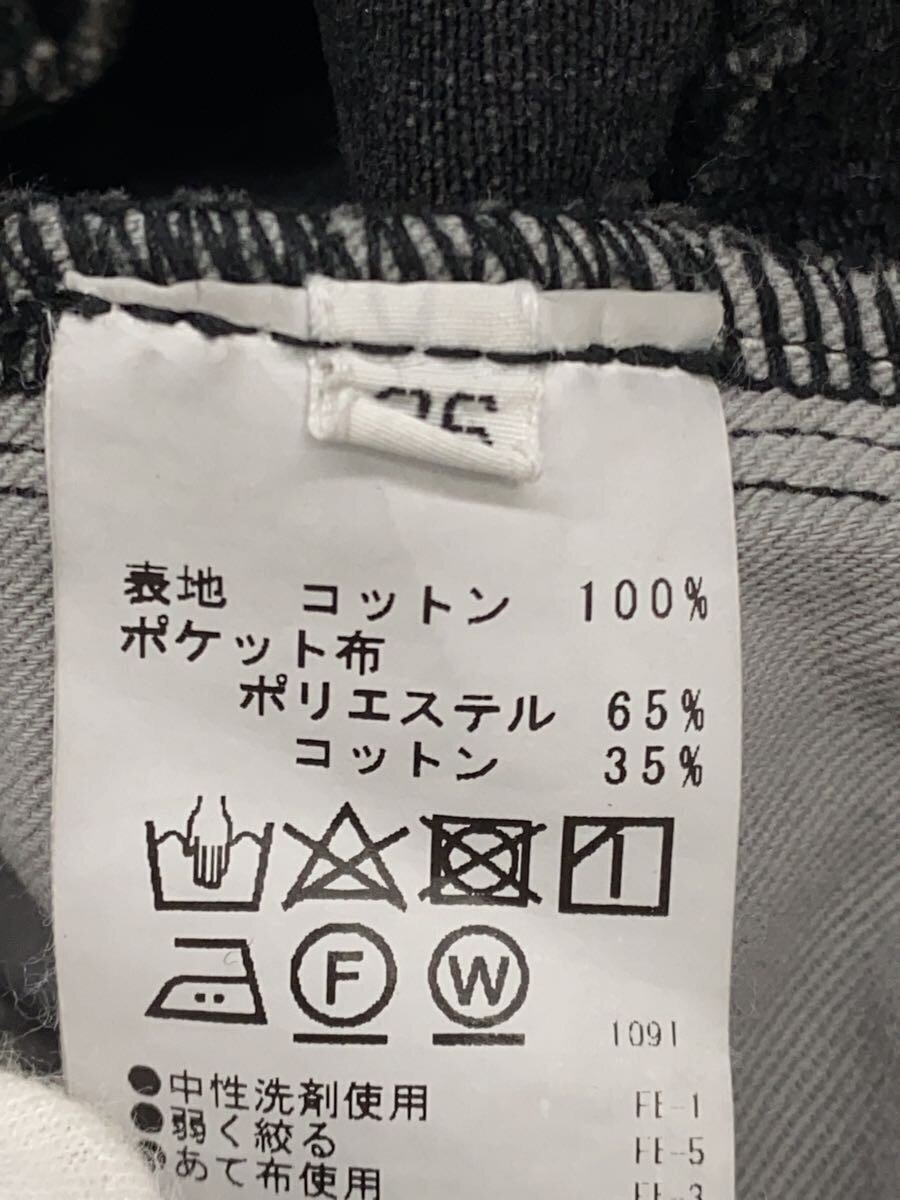 表地 コットン 100%
ポケット布
ポリエステル 65%
コットン 35%
F W
1091
●中性洗剤使用 FE-1
●弱く絞る FE-5
●あて布使用 FE-3